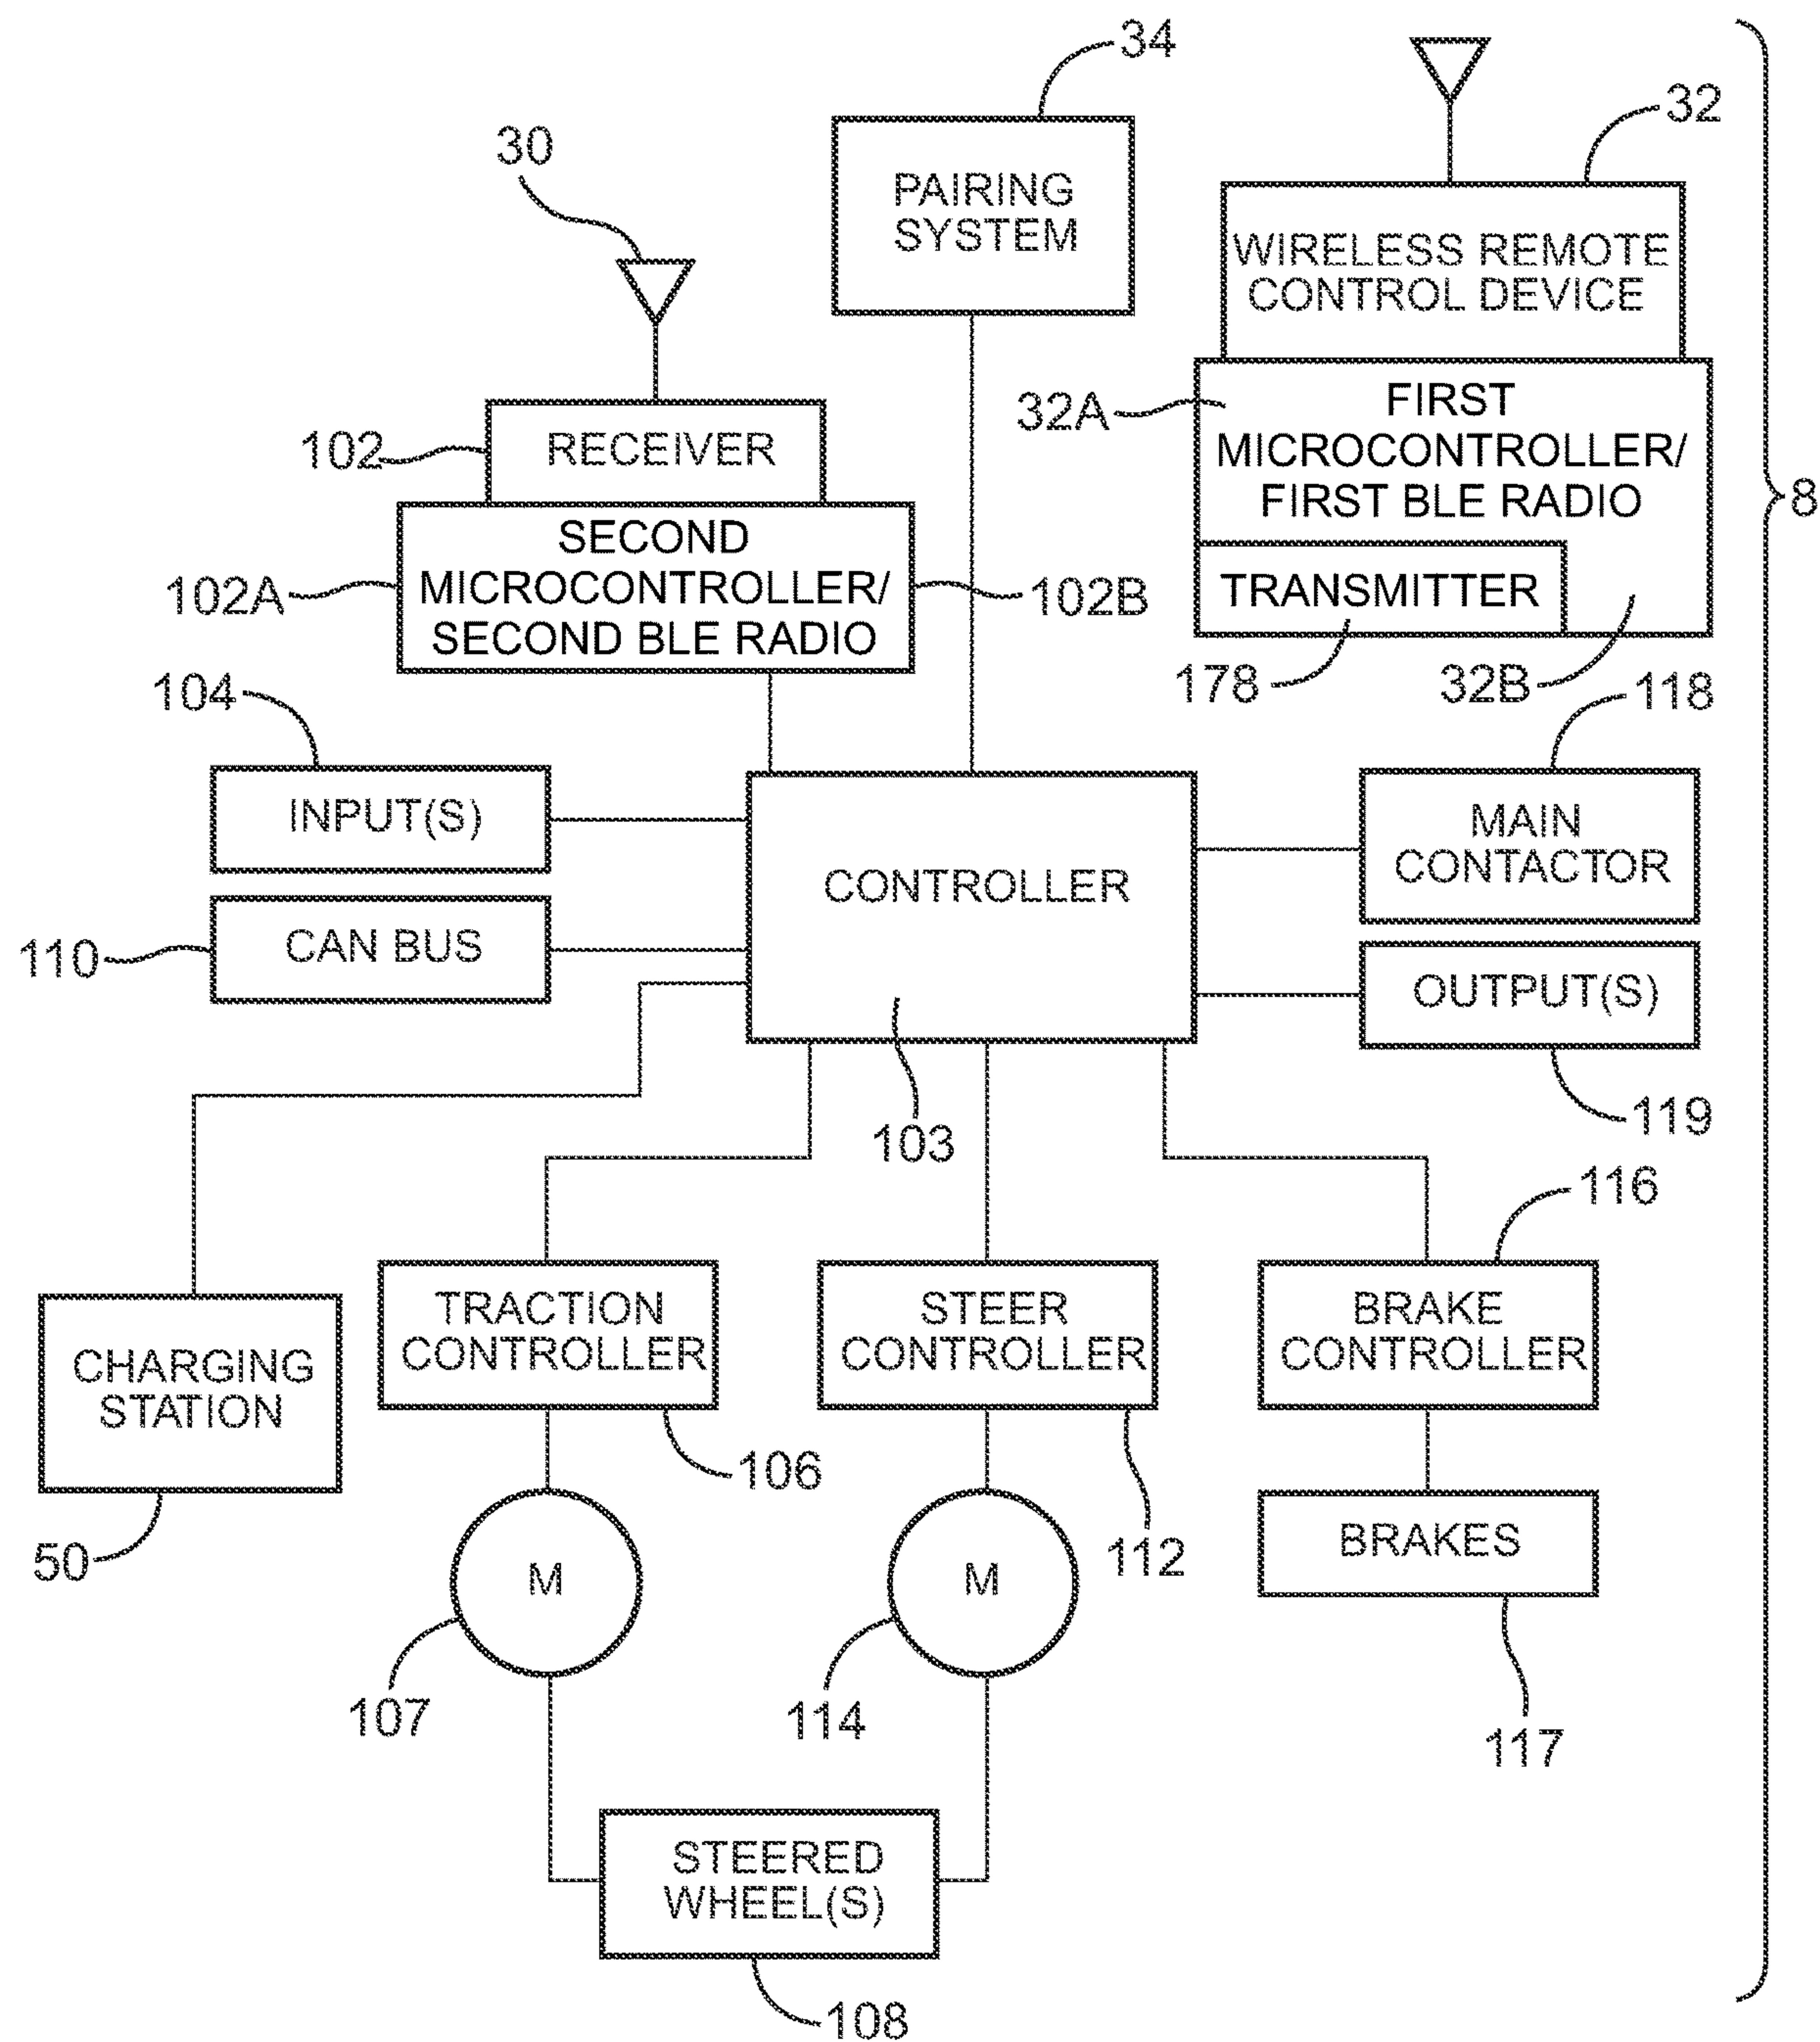 34
32
30
PAIRING
SYSTEM
WIRELESS REMOTE
CONTROL DEVICE
32A
FIRST
MICROCONTROLLER/
FIRST BLE RADIO
102
RECEIVER
8
SECOND
MICROCONTROLLER/
SECOND BLE RADIO
102A
102B
TRANSMITTER
178
32B
104
118
INPUT(S)
MAIN
CONTACTOR
CONTROLLER
110
CAN BUS
OUTPUT(S)
103
119
116
CHARGING
STATION
TRACTION
CONTROLLER
STEER
CONTROLLER
BRAKE
CONTROLLER
106
50
112
M
M
BRAKES
107
114
117
STEERED
WHEEL(S)
108